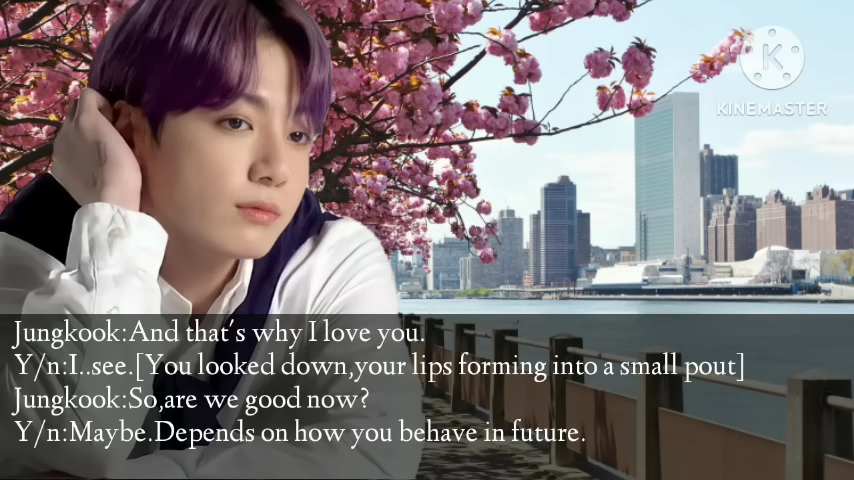 KINEMASTER
Jungkook:And that's why I love you.
Y/n:I..see.[You looked down,your lips forming into a small pout]
Jungkook:So,are we good now?
Y/n:Maybe.Depends on how you behave in future.